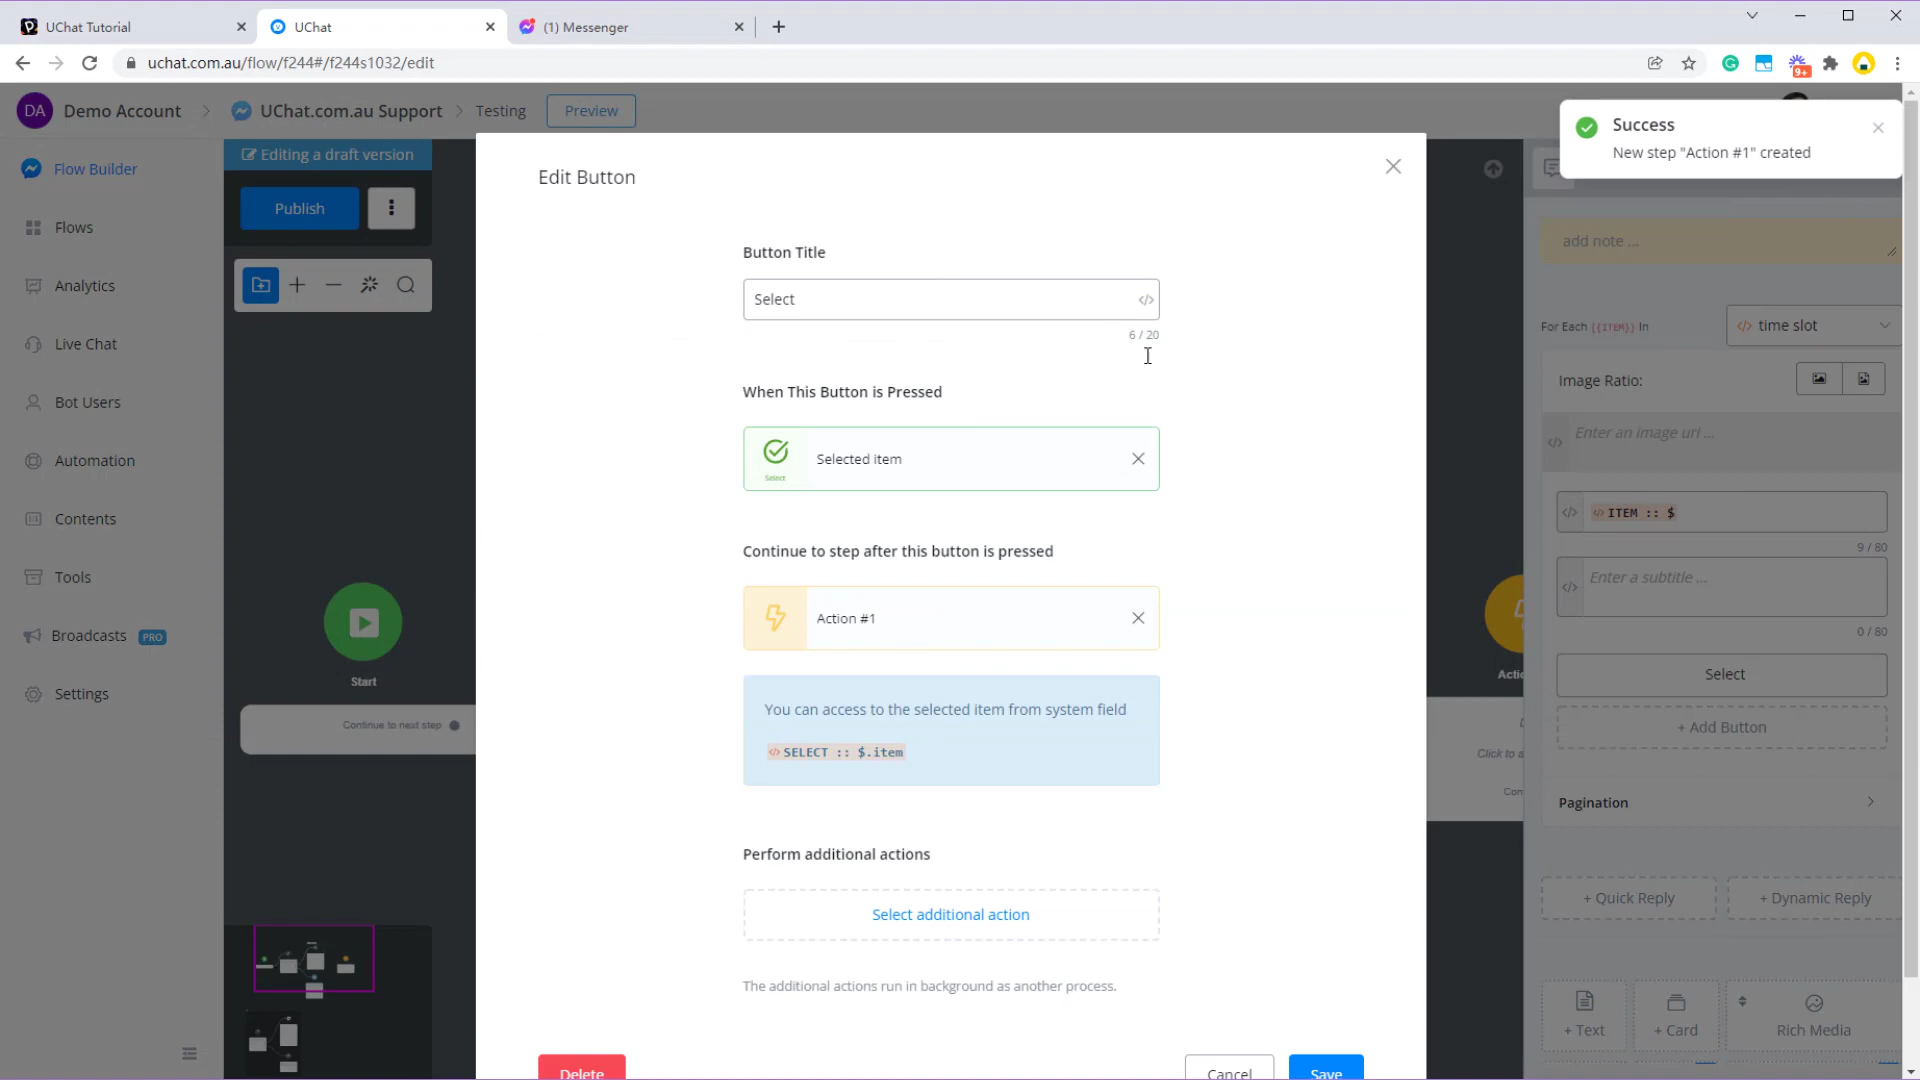 UChat Tutorial
UChat
(1) Messenger
uchat.com.au/flow/f244#/f244s1032/edit
9+
DA
Demo Account
UChat.com.au Support
Testing
Preview
Success
New step "Action #1" created
Flow Builder
Flows
Analytics
Live Chat
Bot Users
Automation
Contents
Tools
Broadcasts PRO
Settings
Editing a draft version
Publish
Start
Continue to next step
Edit Button
Button Title
Select
6 / 20
When This Button is Pressed
Select
Selected item
Continue to step after this button is pressed
Action #1
You can access to the selected item from system field
</> SELECT :: $.item
Perform additional actions
Select additional action
The additional actions run in background as another process.
Delete
Cancel
Save
Actio
Click to a
Con
add note ...
For Each {{ITEM}} In
</> time slot
Image Ratio:
</>
Enter an image url ...
</>
</> ITEM :: $
9 / 80
</>
Enter a subtitle ...
0 / 80
Select
+ Add Button
Pagination
+ Quick Reply
+ Dynamic Reply
+ Text
+ Card
Rich Media